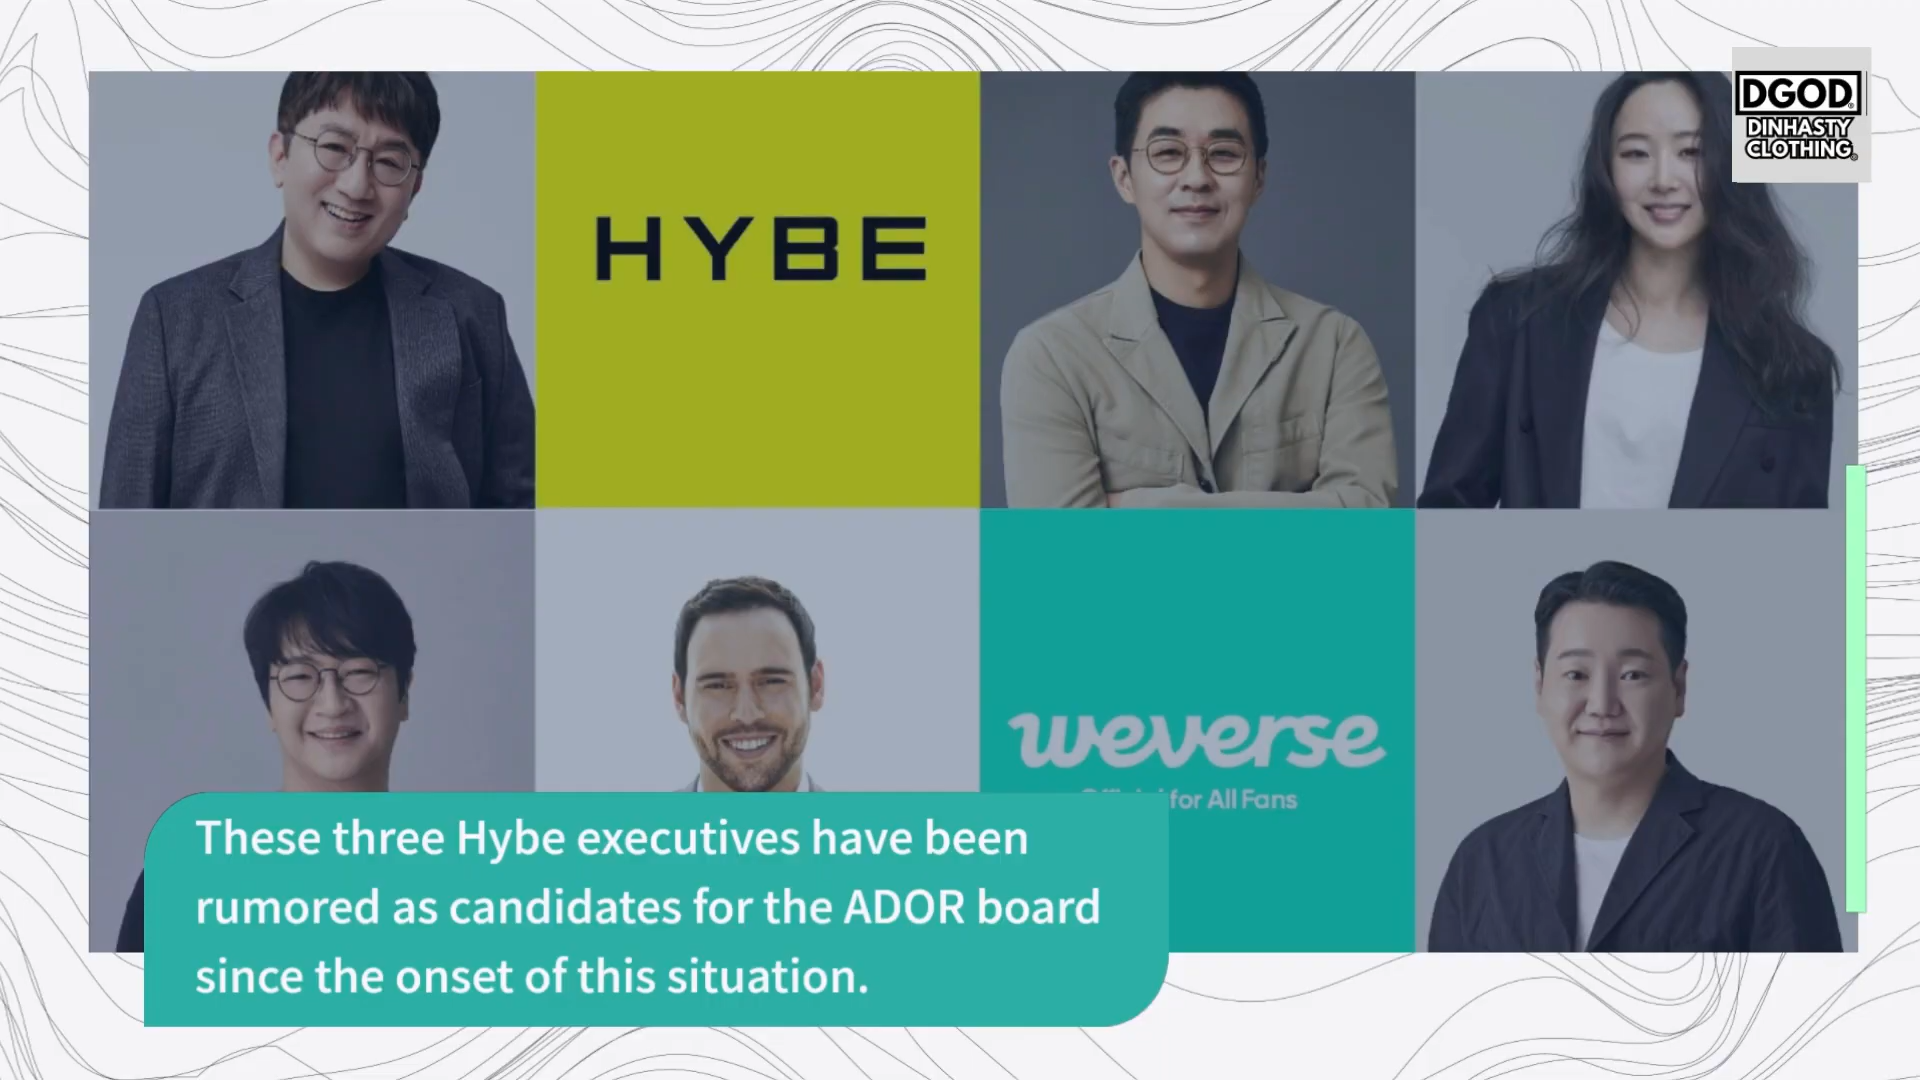 DGOD
DINHASTY
CLOTHING
HYBE
weverse
for All Fans
These three Hybe executives have been
rumored as candidates for the ADOR board
since the onset of this situation.